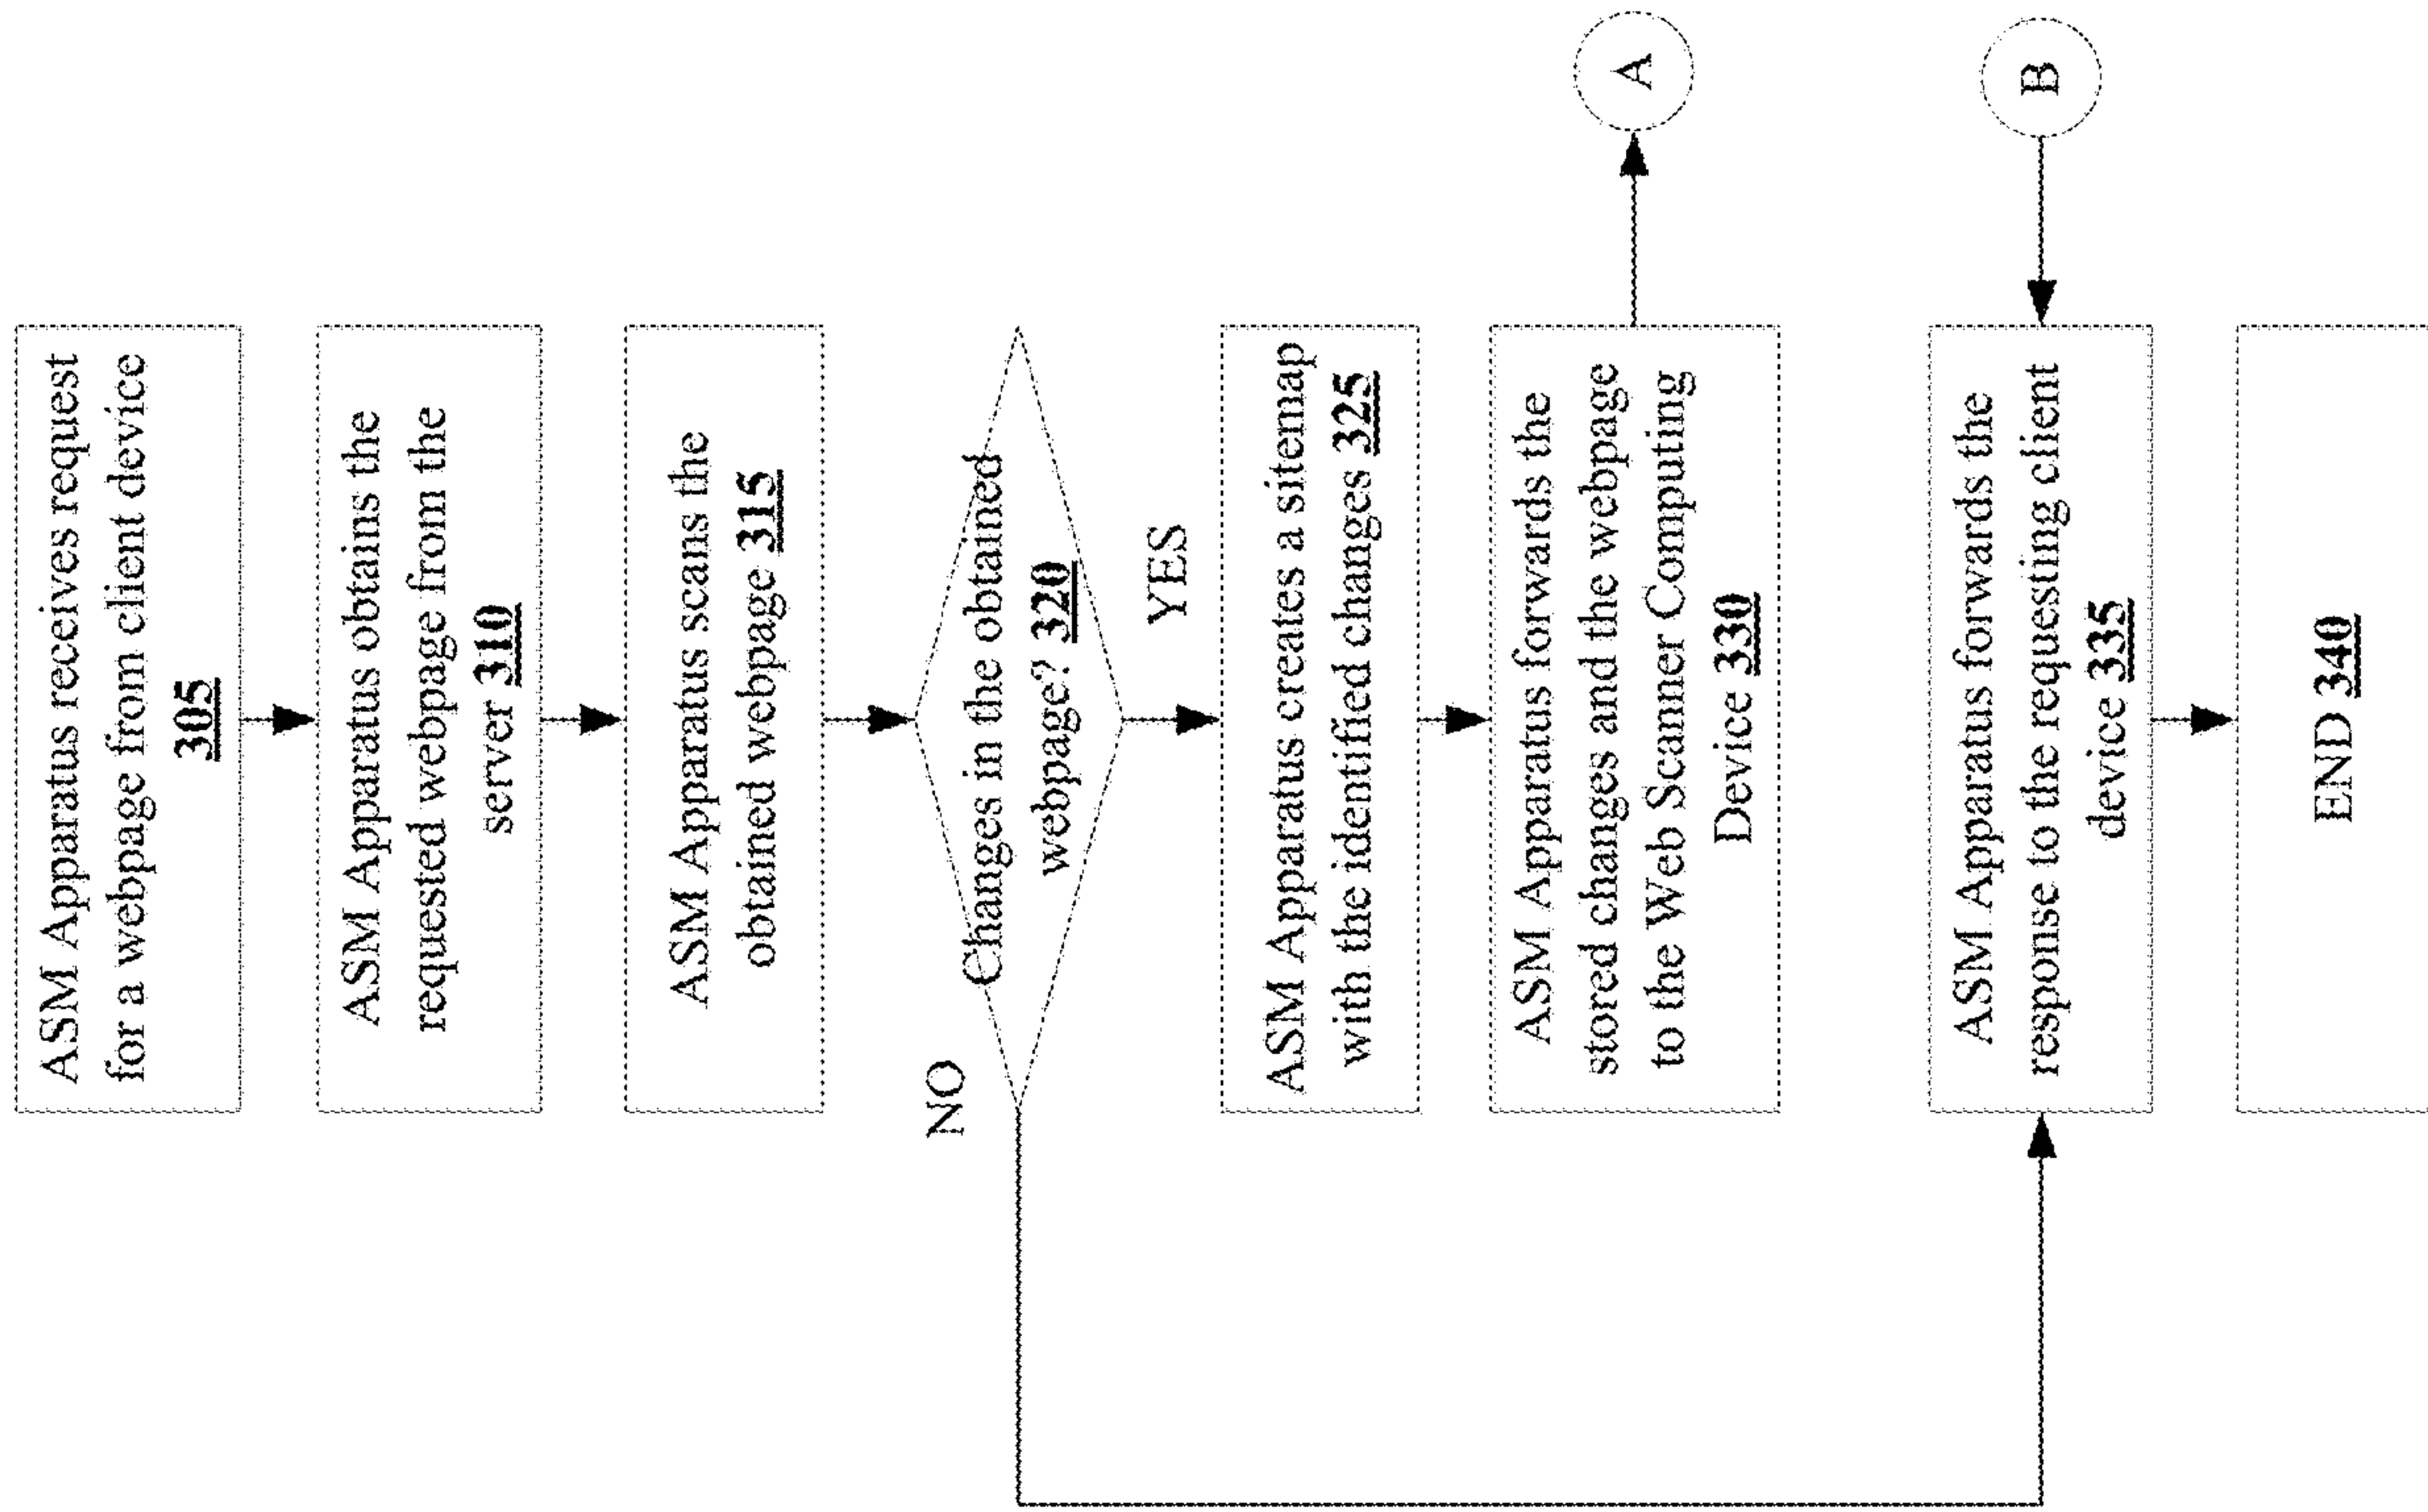 ASM Apparatus receives request
for a webpage from client device
305
ASM Apparatus obtains the
requested webpage from the
server 310
ASM Apparatus scans the
obtained webpage 315
Changes in the obtained
webpage? 320
NO
YES
ASM Apparatus creates a sitemap
with the identified changes 325
ASM Apparatus forwards the
stored changes and the webpage
to the Web Scanner Computing
Device 330
A
ASM Apparatus forwards the
response to the requesting client
device 335
B
END 340